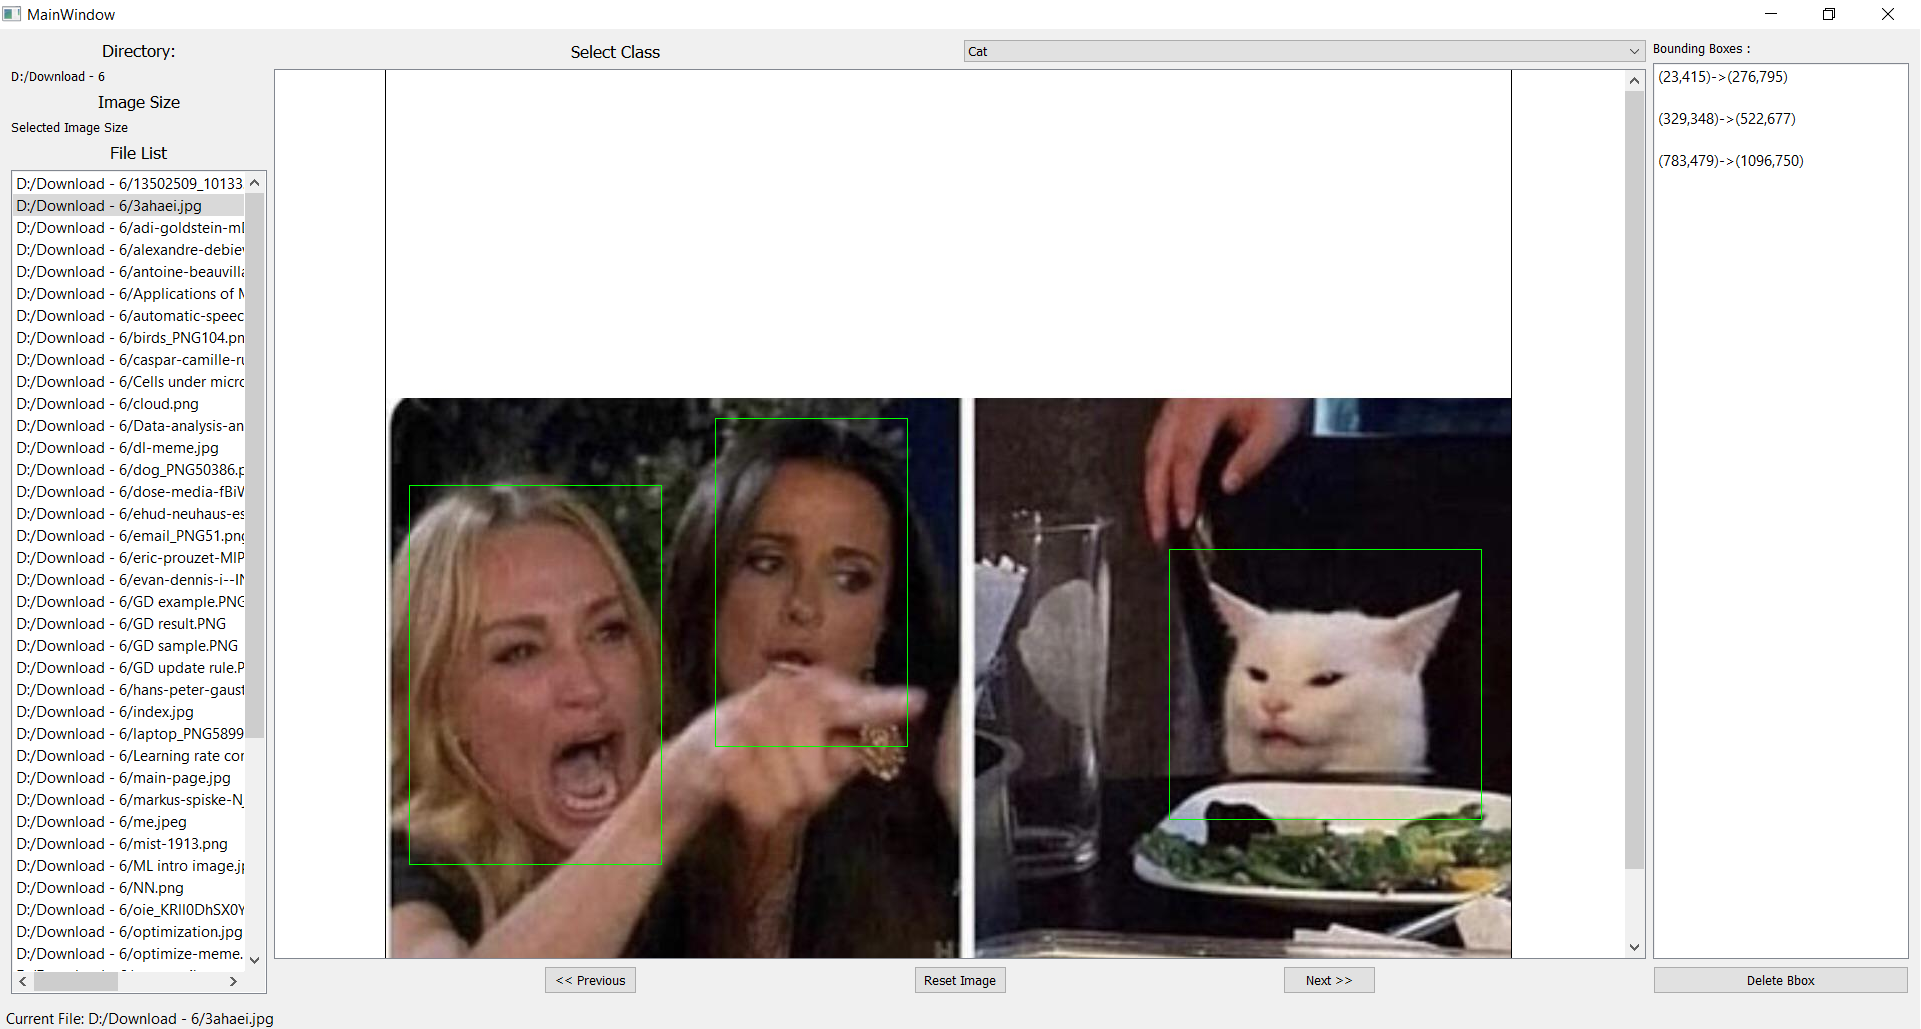 MainWindow
Directory:
D:/Download - 6
Image Size
Selected Image Size
File List
D:/Download - 6/13502509_10133
D:/Download - 6/3ahaei.jpg
D:/Download - 6/adi-goldstein-ml
D:/Download - 6/alexandre-debiev
D:/Download - 6/antoine-beauvilla
D:/Download - 6/Applications of M
D:/Download - 6/automatic-speec
D:/Download - 6/birds_PNG104.pn
D:/Download - 6/caspar-camille-ru
D:/Download - 6/Cells under micro
D:/Download - 6/cloud.png
D:/Download - 6/Data-analysis-an
D:/Download - 6/dl-meme.jpg
D:/Download - 6/dog_PNG50386.p
D:/Download - 6/dose-media-fBiV
D:/Download - 6/ehud-neuhaus-es
D:/Download - 6/email_PNG51.png
D:/Download - 6/eric-prouzet-MIP
D:/Download - 6/evan-dennis-i--IN
D:/Download - 6/GD example.PNG
D:/Download - 6/GD result.PNG
D:/Download - 6/GD sample.PNG
D:/Download - 6/GD update rule.P
D:/Download - 6/hans-peter-gaust
D:/Download - 6/index.jpg
D:/Download - 6/laptop_PNG5899
D:/Download - 6/Learning rate cor
D:/Download - 6/main-page.jpg
D:/Download - 6/markus-spiske-N
D:/Download - 6/me.jpeg
D:/Download - 6/mist-1913.png
D:/Download - 6/ML intro image.jp
D:/Download - 6/NN.png
D:/Download - 6/oie_KRII0DhSX0Y
D:/Download - 6/optimization.jpg
D:/Download - 6/optimize-meme.
Select Class
Cat
<< Previous
Reset Image
Next >>
Bounding Boxes :
(23,415)->(276,795)
(329,348)->(522,677)
(783,479)->(1096,750)
Delete Bbox
Current File: D:/Download - 6/3ahaei.jpg